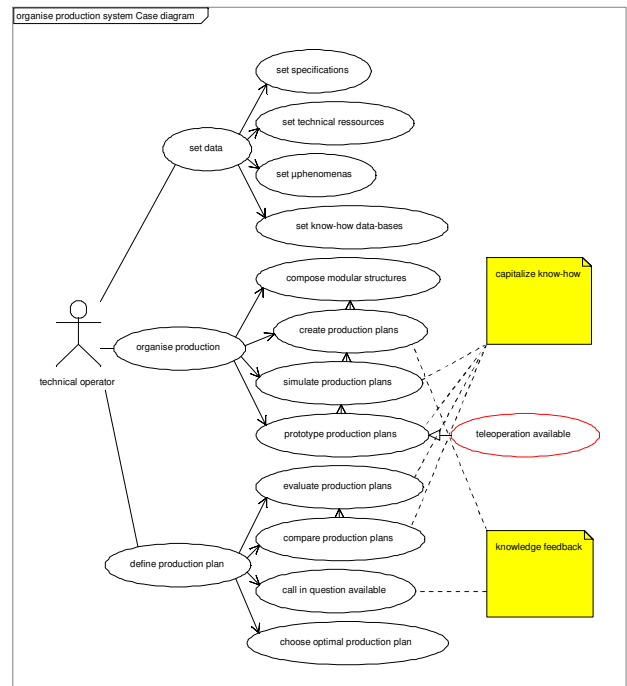 organise production system Case diagram
set specifications
set technical ressources
set data
set µphenomenas
set know-how data-bases
compose modular structures
capitalize know-how
create production plans
organise production
technical operator
simulate production plans
prototype production plans
teleoperation available
evaluate production plans
compare production plans
knowledge feedback
define production plan
call in question available
choose optimal production plan